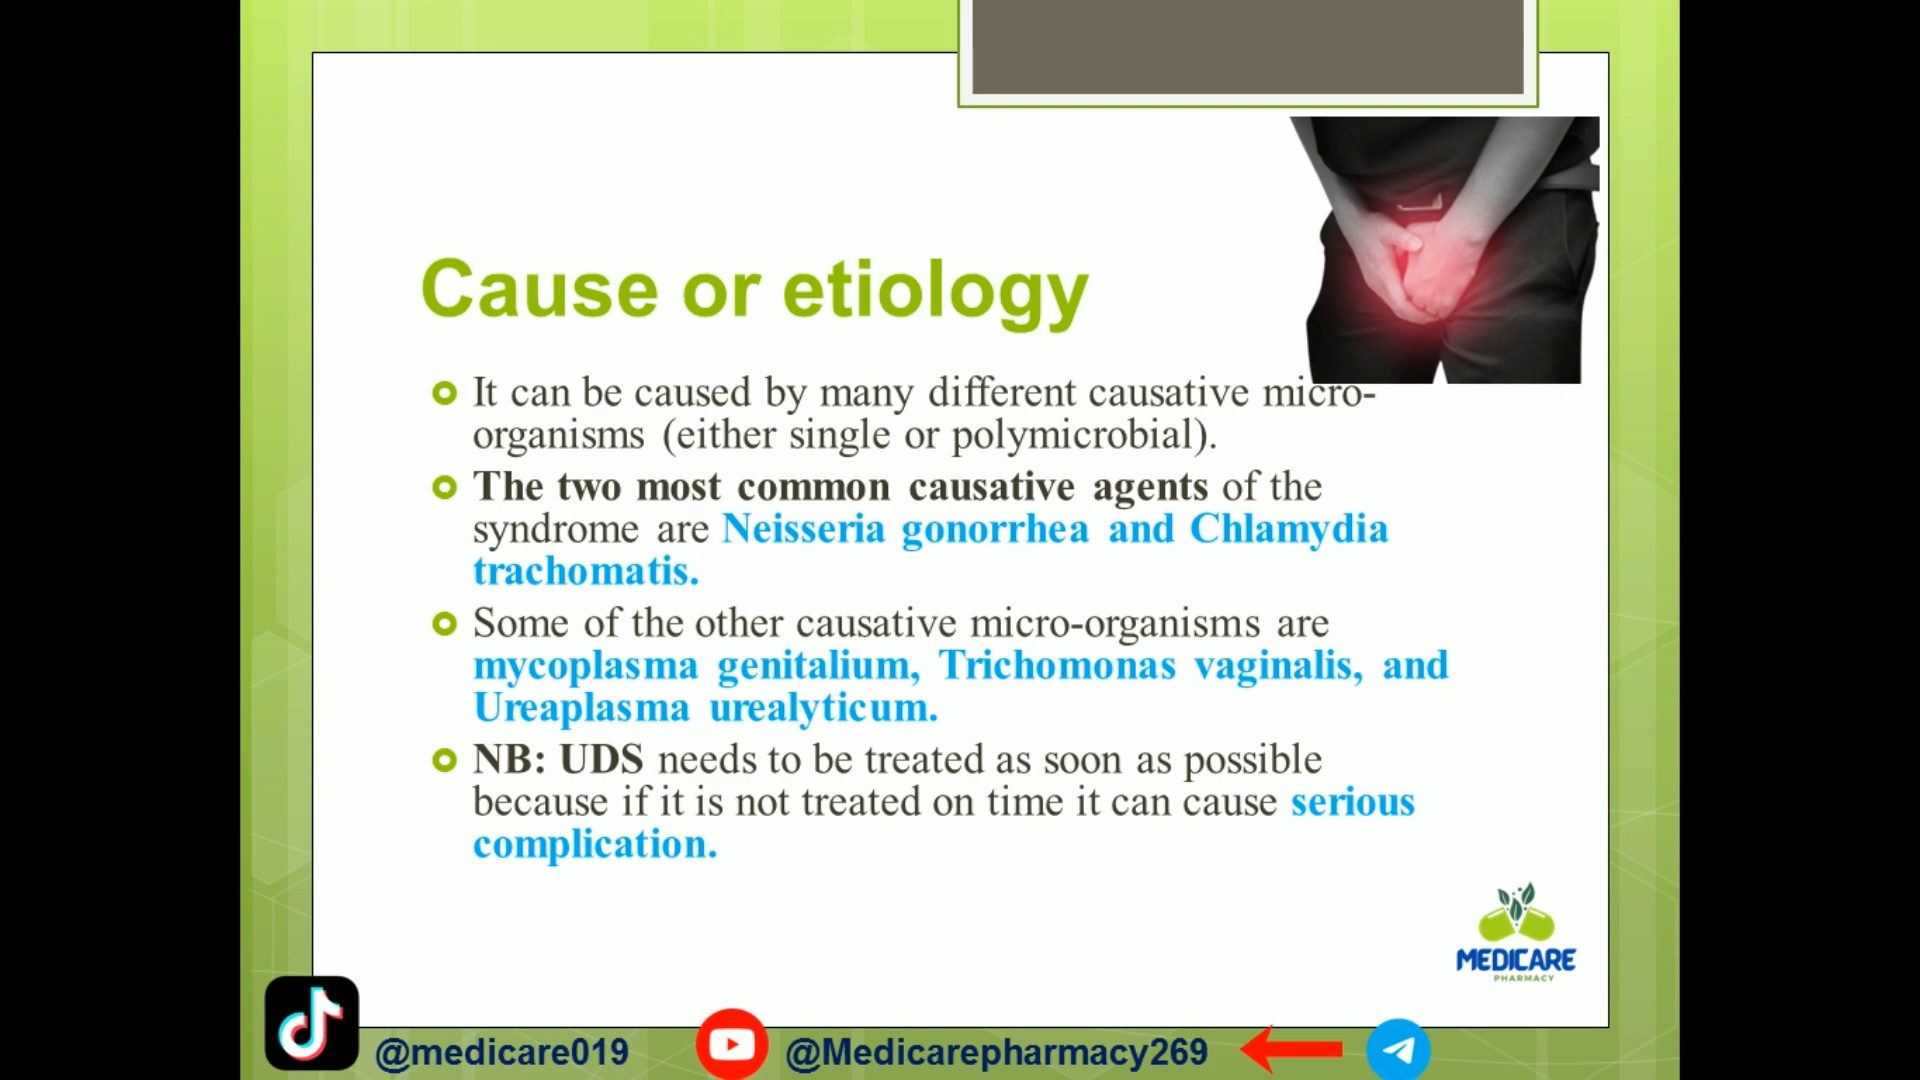 Cause or etiology
It can be caused by many different causative micro-
organisms (either single or polymicrobial).
The two most common causative agents of the
syndrome are Neisseria gonorrhea and Chlamydia
trachomatis.
Some of the other causative micro-organisms are
mycoplasma genitalium, Trichomonas vaginalis, and
Ureaplasma urealyticum.
NB: UDS needs to be treated as soon as possible
because if it is not treated on time it can cause serious
complication.
MEDICARE
PHARMACY
@medicare019
@Medicarepharmacy269